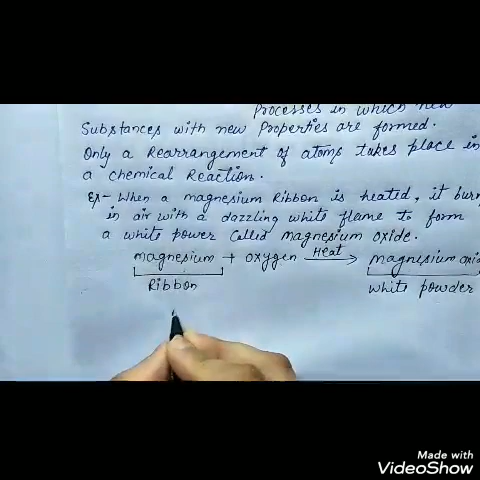 Processes in which new
Substances with new Properties are formed.
Only a Rearrangement of atoms takes place in
a chemical Reaction.
Ex- When a magnesium Ribbon is heated, it burn
in air with a dazzling white flame to form
a white power Called magnesium oxide.
magnesium + oxygen Heat → magnesium oxi
Ribbon white powder
Made with
VideoShow